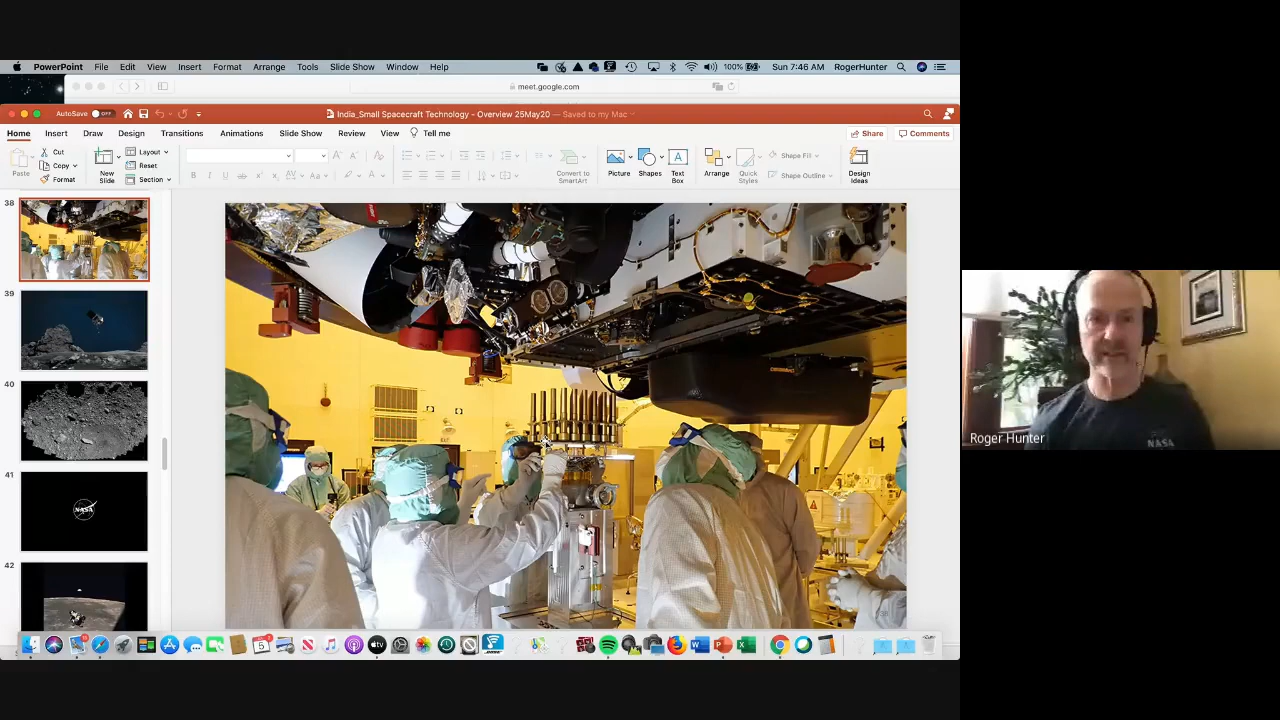 PowerPoint File Edit View Insert Format Arrange Tools Slide Show Window Help 100% Sun 7:46 AM RogerHunter
meet.google.com
AutoSave OFF India_Small Spacecraft Technology - Overview 25May20 — Saved to my Mac
Home Insert Draw Design Transitions Animations Slide Show Review View Tell me Share Comments
Paste
Cut
Copy
Format
New
Slide
Layout
Reset
Section
B I U
Convert to
SmartArt
Picture
Shapes
Text
Box
Arrange
Quick
Styles
Shape Fill
Shape Outline
Design
Ideas
38
39
40
41
NASA
42
38
Roger Hunter
NASA